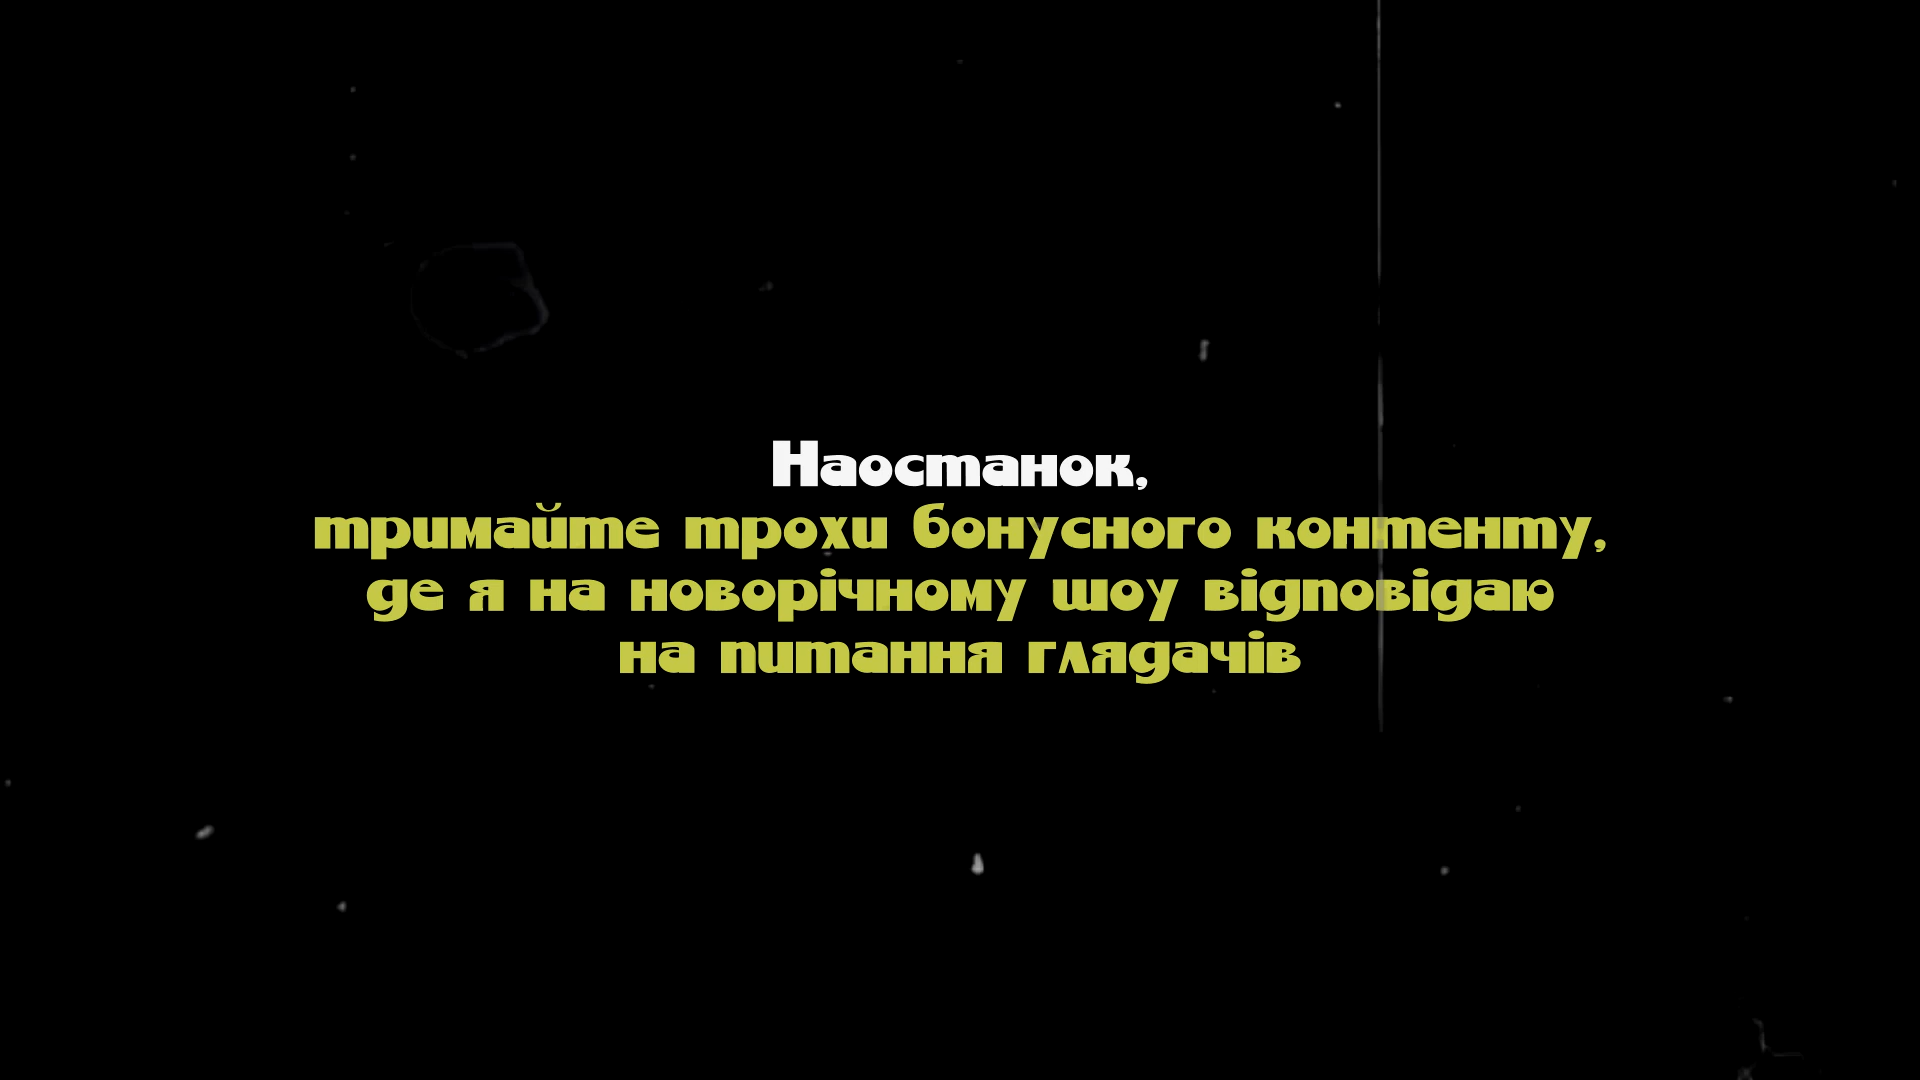 Наостанок,
тримайте трохи бонусного контенту,
де я на новорічному шоу відповідаю
на питання глядачів